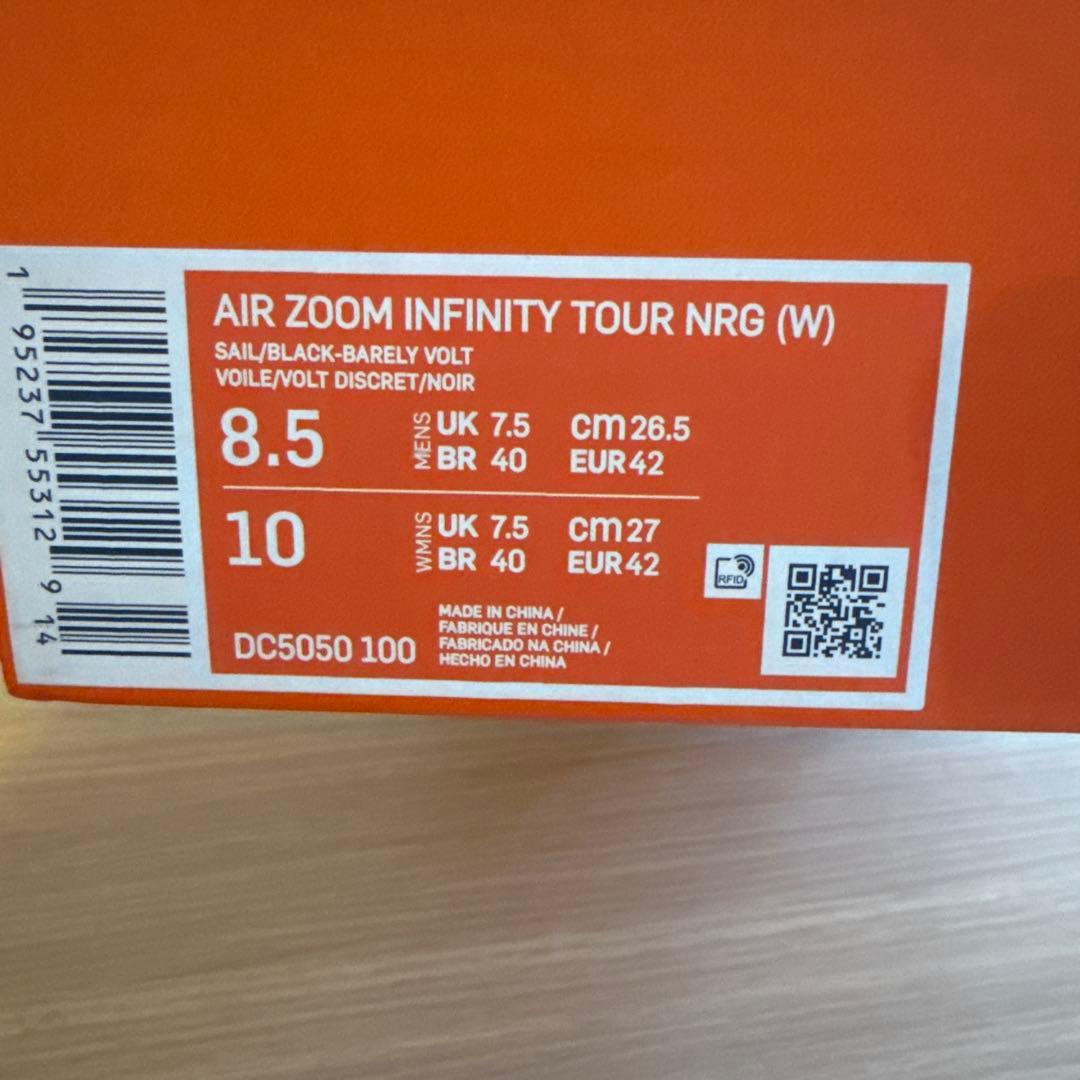 AIR ZOOM INFINITY TOUR NRG (W)
SAIL/BLACK-BARELY VOLT
VOILE/VOLT DISCRET/NOIR
8.5
MENS
UK 7.5 cm 26.5
BR 40 EUR 42
10
WMNS
UK 7.5 cm 27
BR 40 EUR 42
RFID
DC5050 100
MADE IN CHINA /
FABRIQUE EN CHINE /
FABRICADO NA CHINA /
HECHO EN CHINA
1 95237 55312 9 14